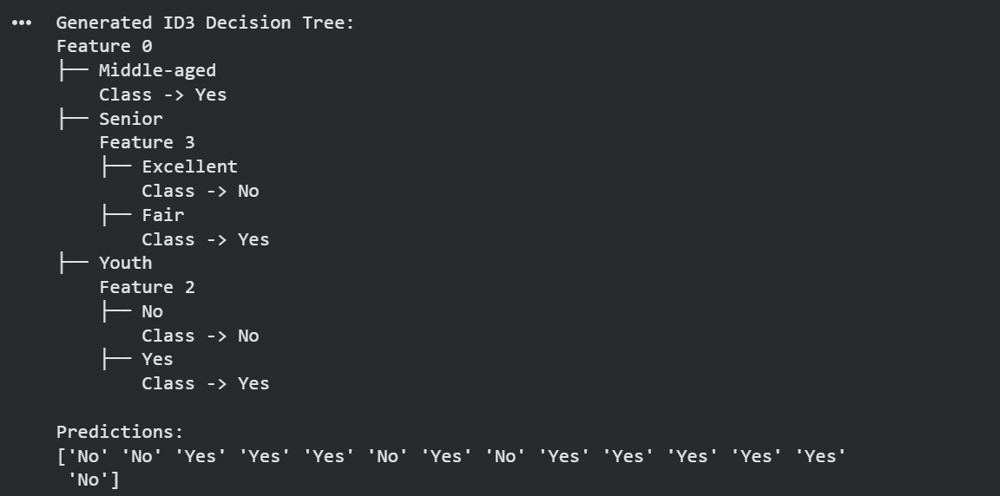 ••• Generated ID3 Decision Tree:
Feature 0
├── Middle-aged
    Class -> Yes
├── Senior
    Feature 3
    ├── Excellent
        Class -> No
    ├── Fair
        Class -> Yes
├── Youth
    Feature 2
    ├── No
        Class -> No
    ├── Yes
        Class -> Yes
Predictions:
['No' 'No' 'Yes' 'Yes' 'Yes' 'No' 'Yes' 'No' 'Yes' 'Yes' 'Yes' 'Yes' 'Yes'
 'No']